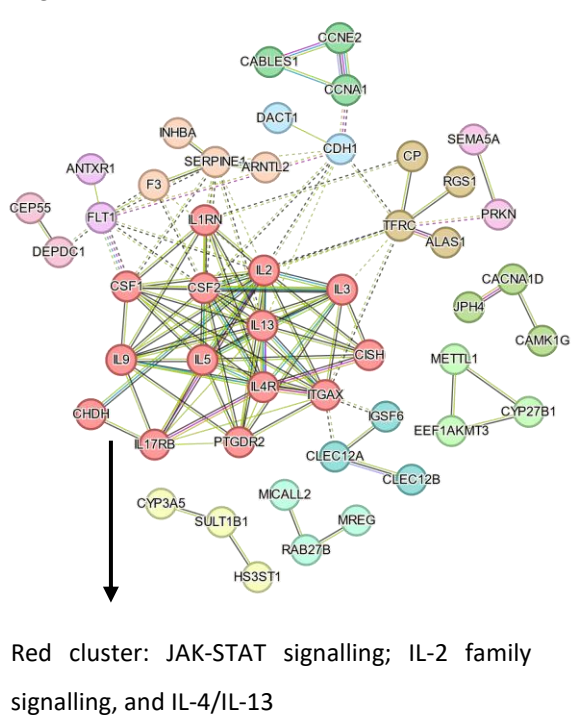 CCNE2
CABLES1
CCNA1
DACT1
CDH1
INHBA
SERPINE1
ARNTL2
CP
SEMA5A
ANTXR1
F3
RGS1
CEP55
FLT1
IL1RN
TFRC
PRKN
DEPDC1
ALAS1
IL2
CSF1
CSF2
IL3
CACNA1D
JPH4
IL13
CAMK1G
IL9
IL5
CISH
METTL1
IL4R
ITGAX
CHDH
IGSF6
CYP27B1
EEF1AKMT3
IL17RB
PTGDR2
CLEC12A
CLEC12B
CYP3A5
MICALL2
SULT1B1
MREG
RAB27B
HS3ST1
Red cluster: JAK-STAT signalling; IL-2 family
signalling, and IL-4/IL-13